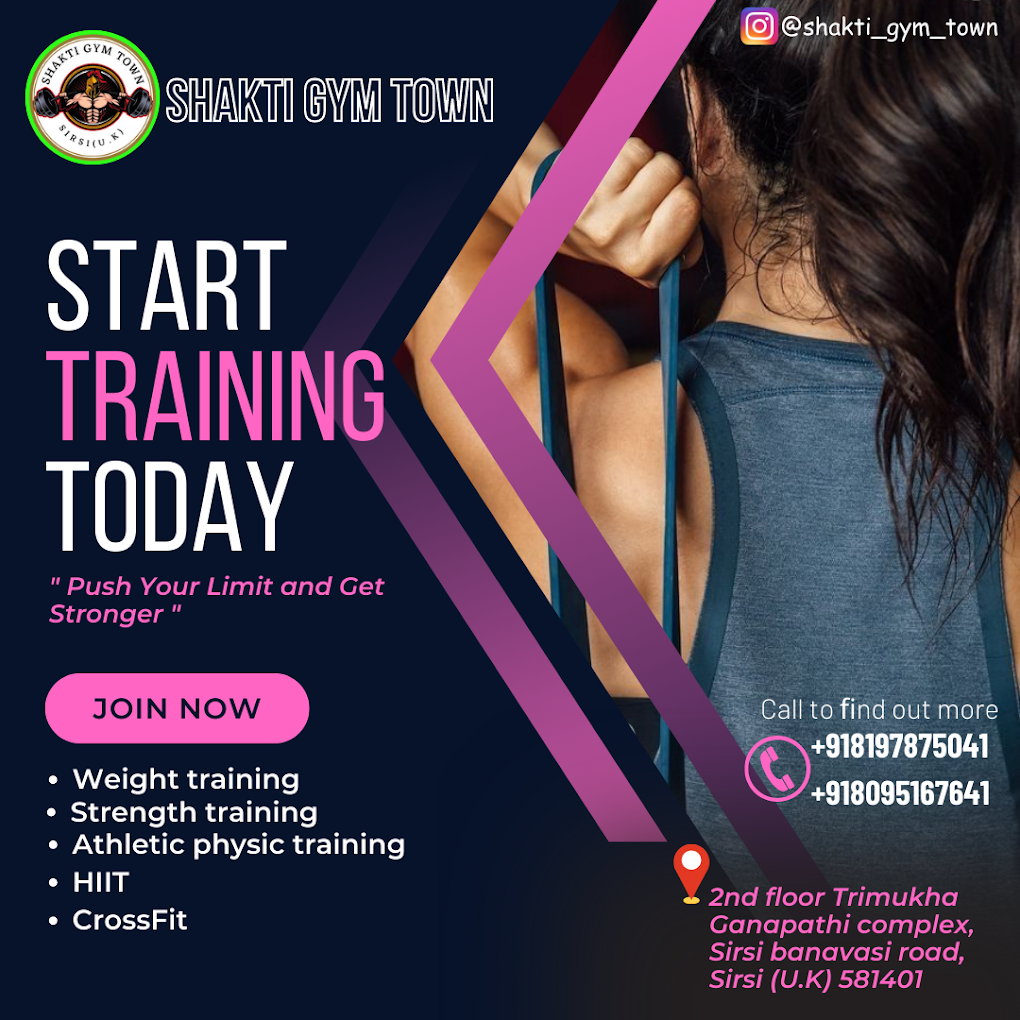 @shakti_gym_town
SHAKTI GYM TOWN
SIRSI (U.K)
SHAKTI GYM TOWN
START
TRAINING
TODAY
" Push Your Limit and Get
Stronger "
JOIN NOW
• Weight training
• Strength training
• Athletic physic training
• HIIT
• CrossFit
Call to find out more
+918197875041
+918095167641
2nd floor Trimukha
Ganapathi complex,
Sirsi banavasi road,
Sirsi (U.K) 581401